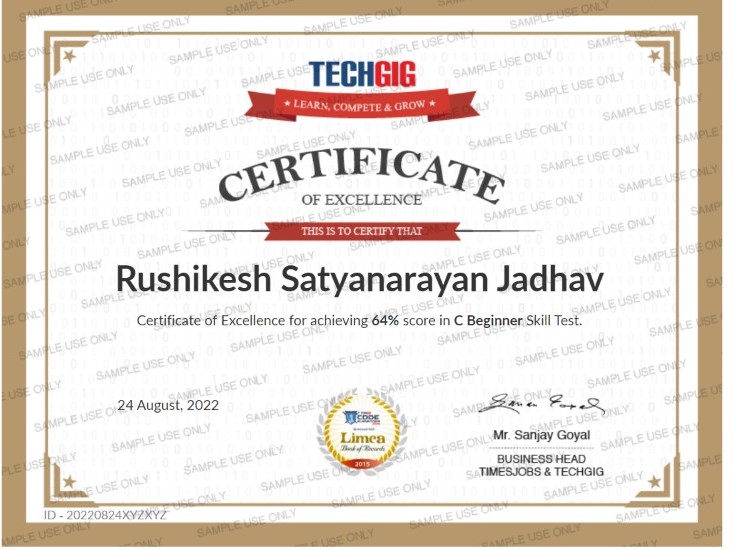 TECHGIG
★ LEARN, COMPETE & GROW ★
CERTIFICATE
OF EXCELLENCE
THIS IS TO CERTIFY THAT
Rushikesh Satyanarayan Jadhav
Certificate of Excellence for achieving 64% score in C Beginner Skill Test.
24 August, 2022
CODE
Limca
Book of Records
2015
Mr. Sanjay Goyal
BUSINESS HEAD
TIMESJOBS & TECHGIG
ID - 20220824XYZXYZ
SAMPLE USE ONLY